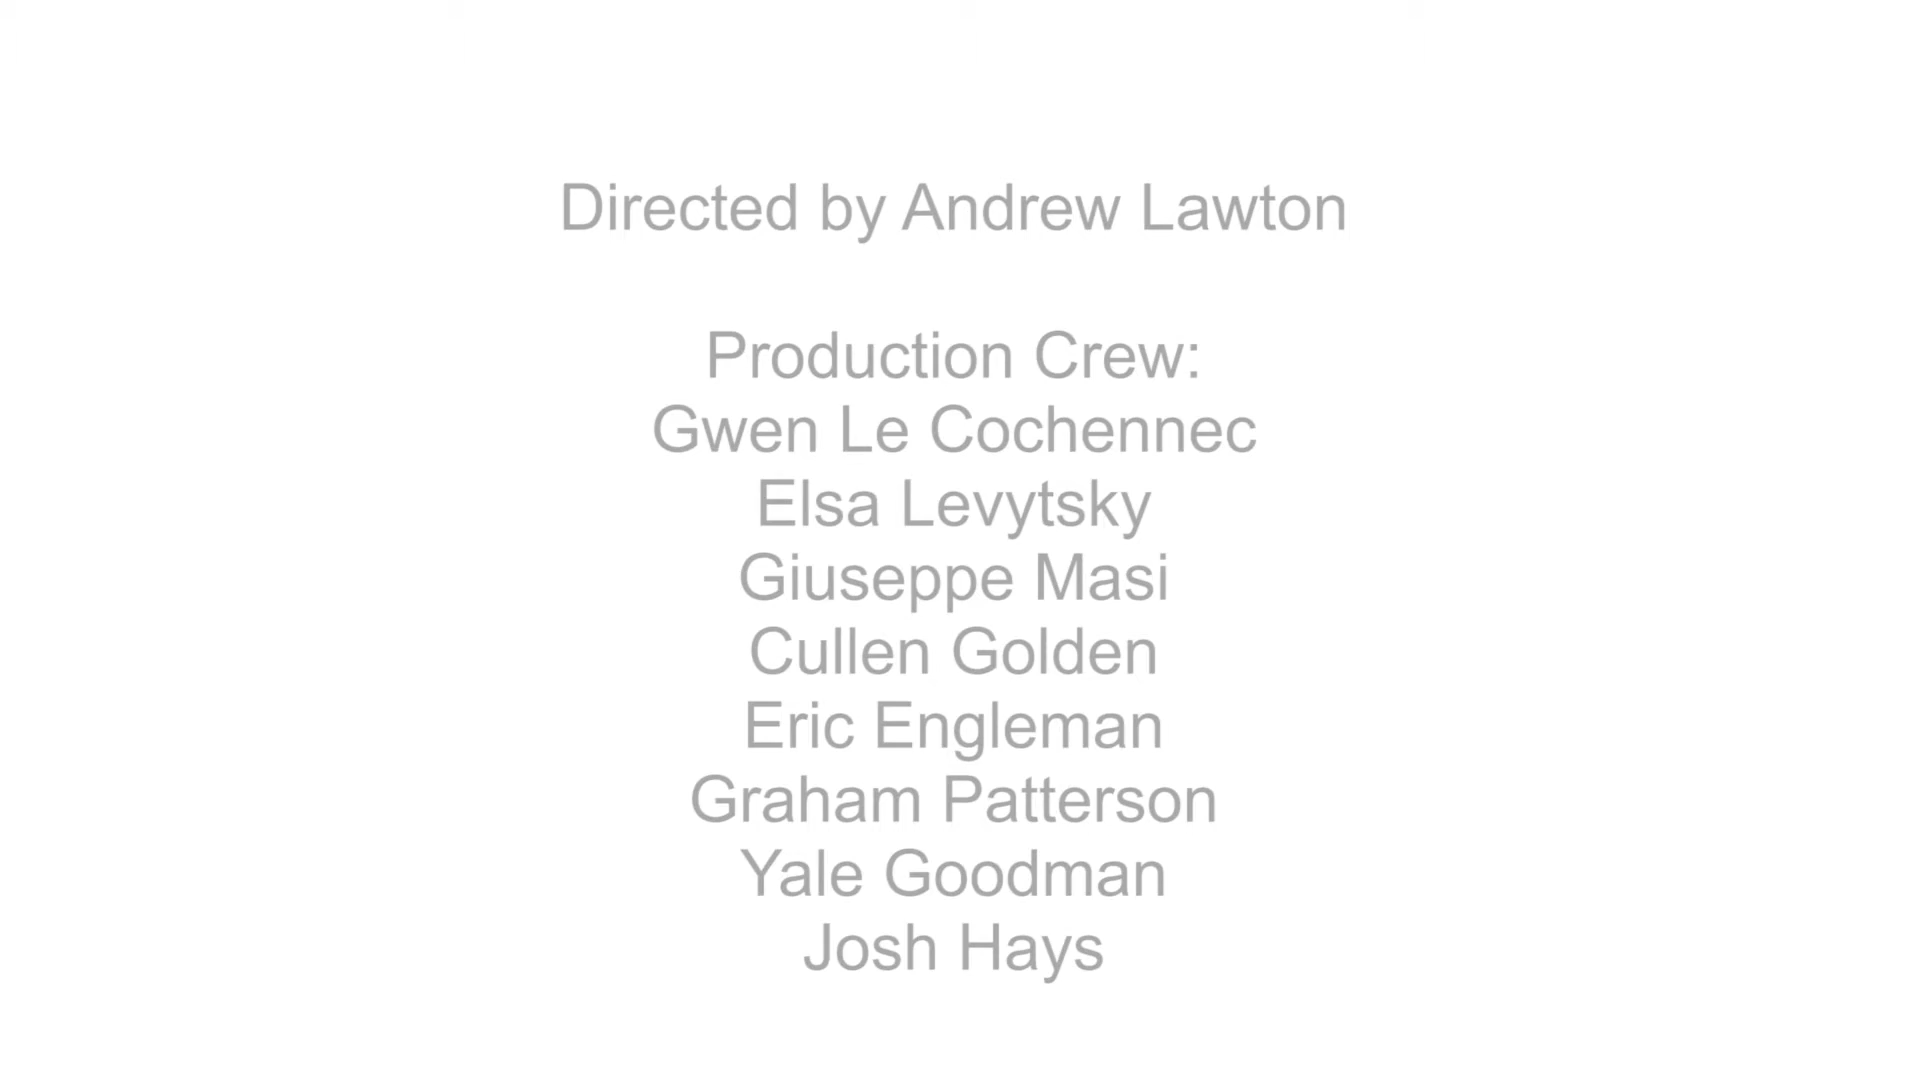 Directed by Andrew Lawton
Production Crew:
Gwen Le Cochennec
Elsa Levytsky
Giuseppe Masi
Cullen Golden
Eric Engleman
Graham Patterson
Yale Goodman
Josh Hays